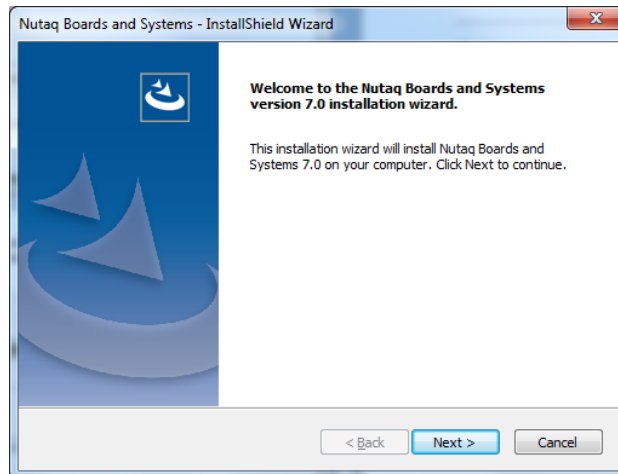 Nutaq Boards and Systems - InstallShield Wizard
Welcome to the Nutaq Boards and Systems
version 7.0 installation wizard.
This installation wizard will install Nutaq Boards and
Systems 7.0 on your computer. Click Next to continue.
< Back
Next >
Cancel